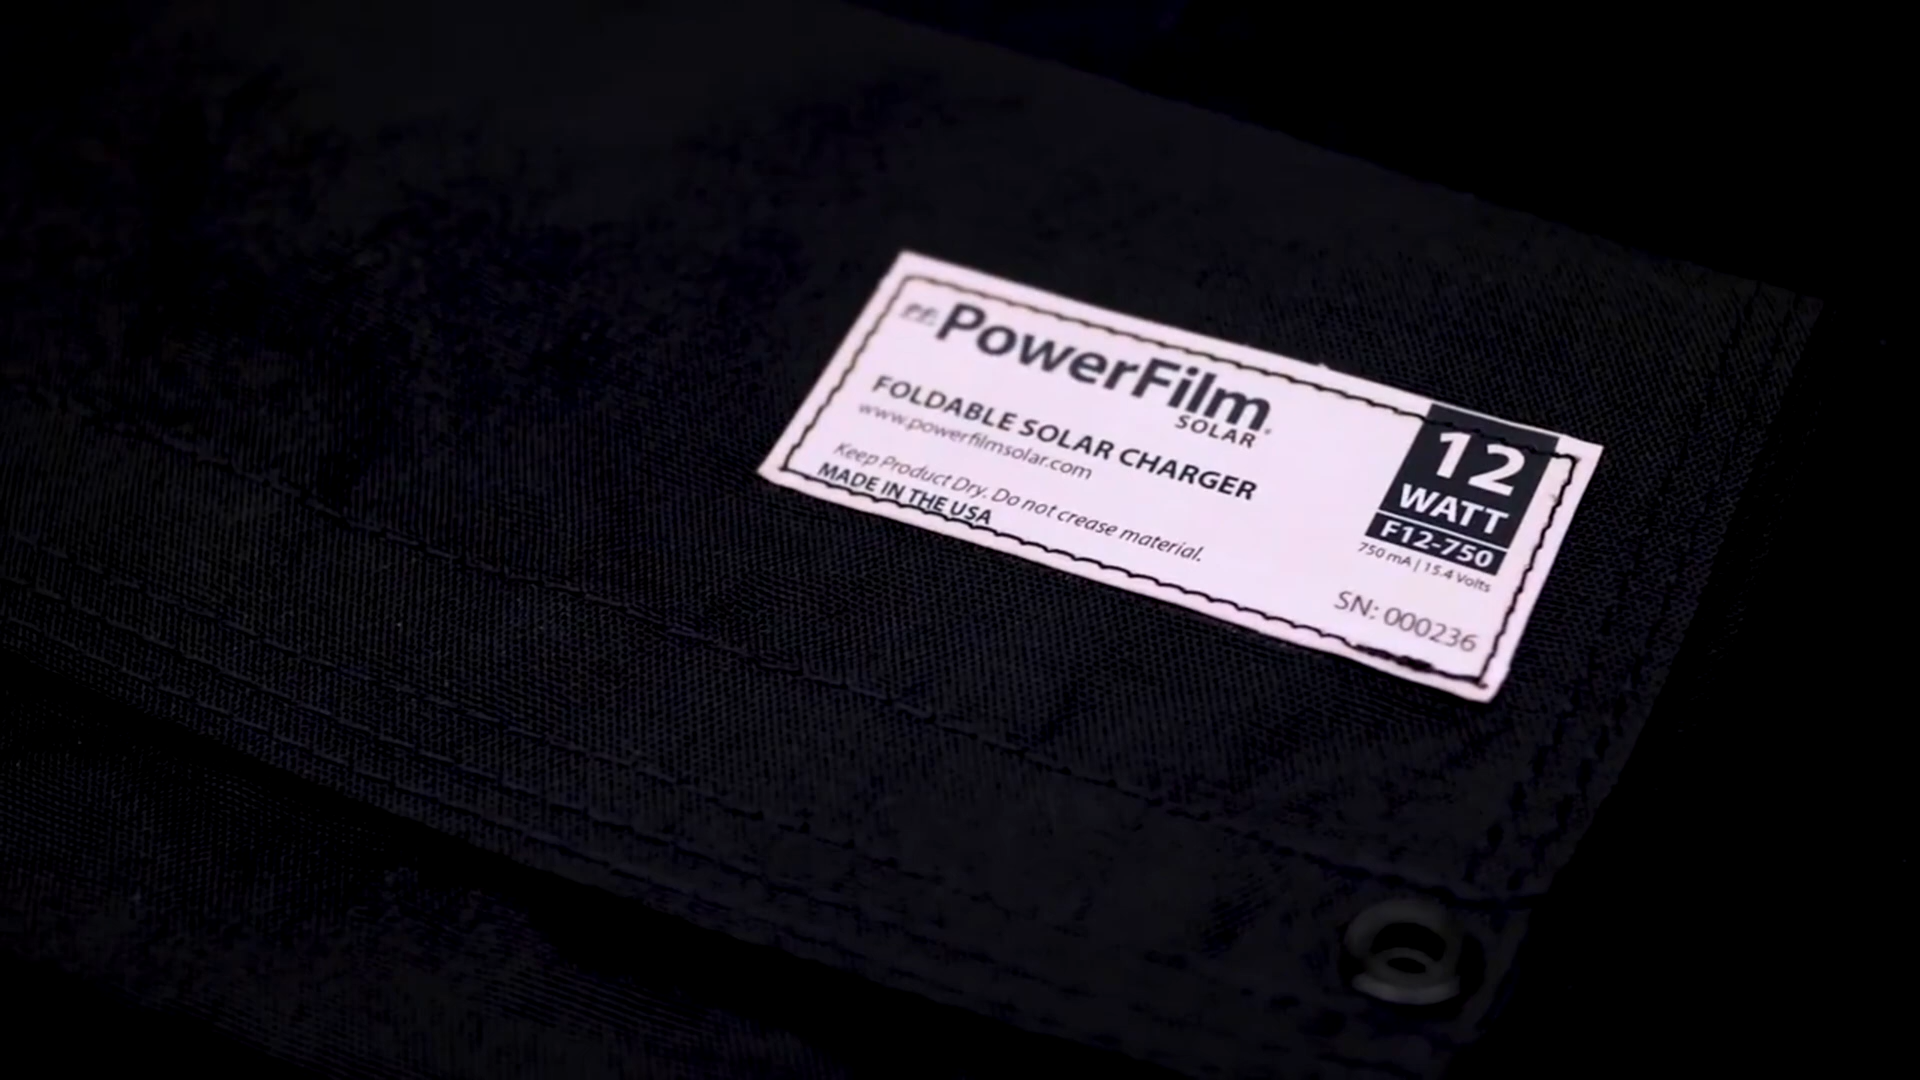 PowerFilm
SOLAR
FOLDABLE SOLAR CHARGER
www.powerfilmsolar.com
Keep Product Dry. Do not crease material.
MADE IN THE USA
12
WATT
F12-750
750 mA | 15.4 Volts
SN: 000236